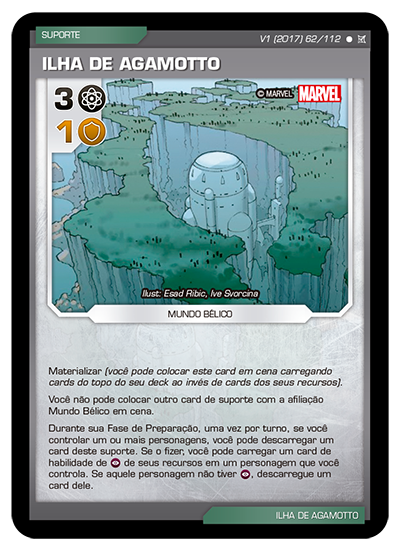 SUPORTE
V1 (2017) 62/112
ILHA DE AGAMOTTO
3
© MARVEL MARVEL
1
Ilust: Esad Ribic, Ive Svorcina
MUNDO BÉLICO
Materializar (você pode colocar este card em cena carregando
cards do topo do seu deck ao invés de cards dos seus recursos).
Você não pode colocar outro card de suporte com a afiliação
Mundo Bélico em cena.
Durante sua Fase de Preparação, uma vez por turno, se você
controlar um ou mais personagens, você pode descarregar um
card deste suporte. Se o fizer, você pode carregar um card de
habilidade de de seus recursos em um personagem que você
controla. Se aquele personagem não tiver , descarregue um
card dele.
ILHA DE AGAMOTTO